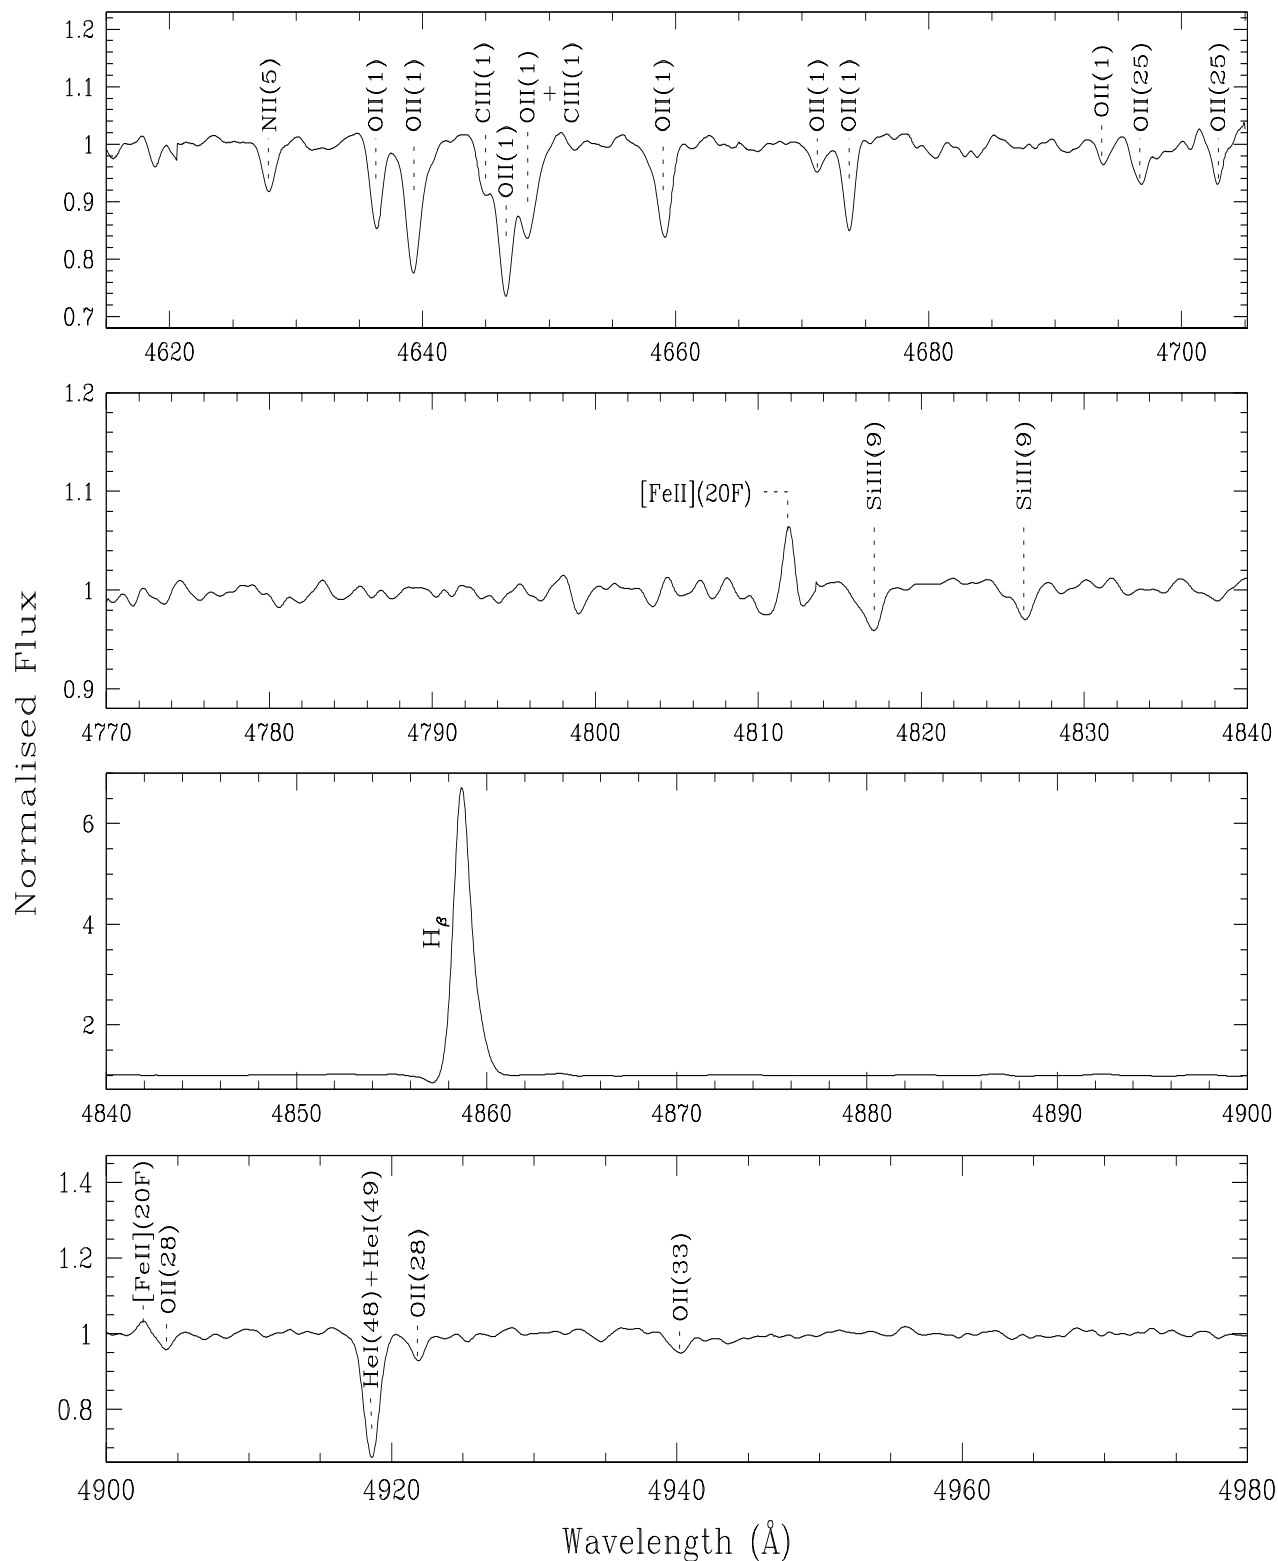 Normalised Flux
1.2
1.1
1
0.9
0.8
0.7
NII(5)
OII(1)
OII(1)
CIII(1)
OII(1)
OII(1)
+
CIII(1)
OII(1)
OII(1)
OII(1)
OII(1)
OII(25)
OII(25)
4620 4640 4660 4680 4700
1.2
1.1
1
0.9
[FeII](20F)
SiIII(9)
SiIII(9)
4770 4780 4790 4800 4810 4820 4830 4840
6
4
2
Hβ
4840 4850 4860 4870 4880 4890 4900
1.4
1.2
1
0.8
[FeII](20F)
OII(28)
HeI(48)+HeI(49)
OII(28)
OII(33)
4900 4920 4940 4960 4980
Wavelength (Å)